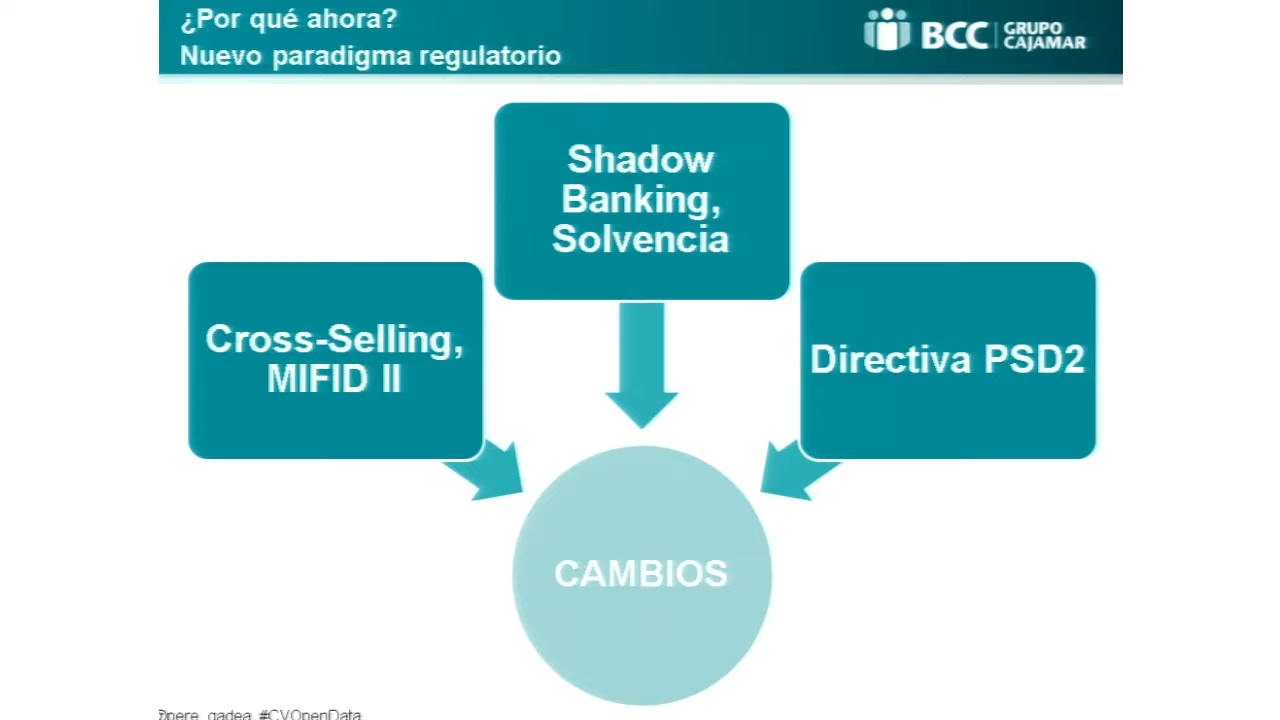 ¿Por qué ahora?
Nuevo paradigma regulatorio
BCC
GRUPO
CAJAMAR
Shadow
Banking,
Solvencia
Cross-Selling,
MIFID II
Directiva PSD2
CAMBIOS
@pere_gadea #CVOpenData